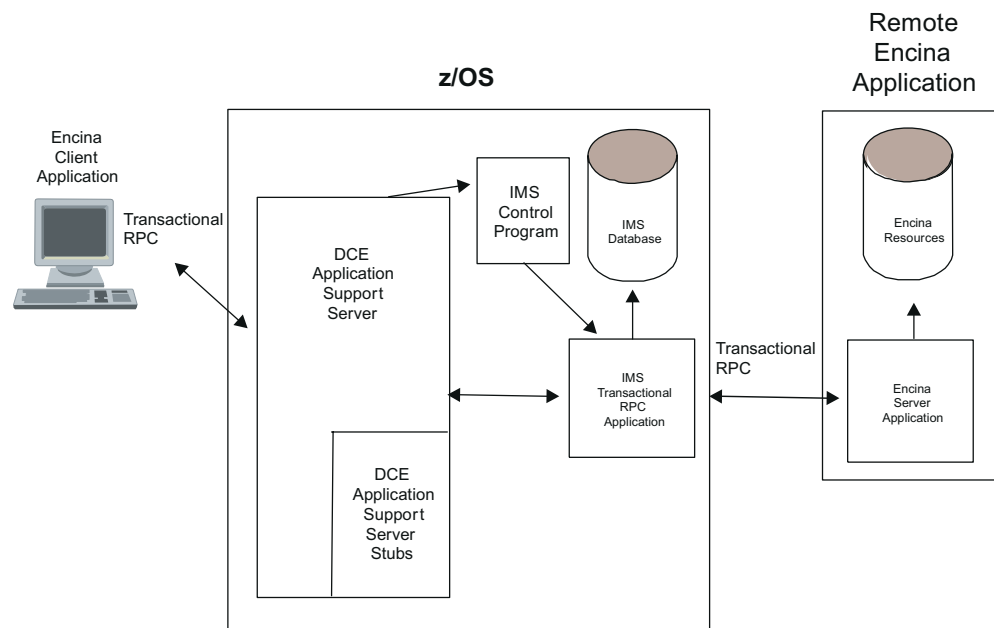 Remote
Encina
Application
z/OS
Encina
Client
Application
Transactional
RPC
DCE
Application
Support
Server
IMS
Control
Program
IMS
Database
Encina
Resources
IMS
Transactional
RPC
Application
Transactional
RPC
Encina
Server
Application
DCE
Application
Support
Server
Stubs